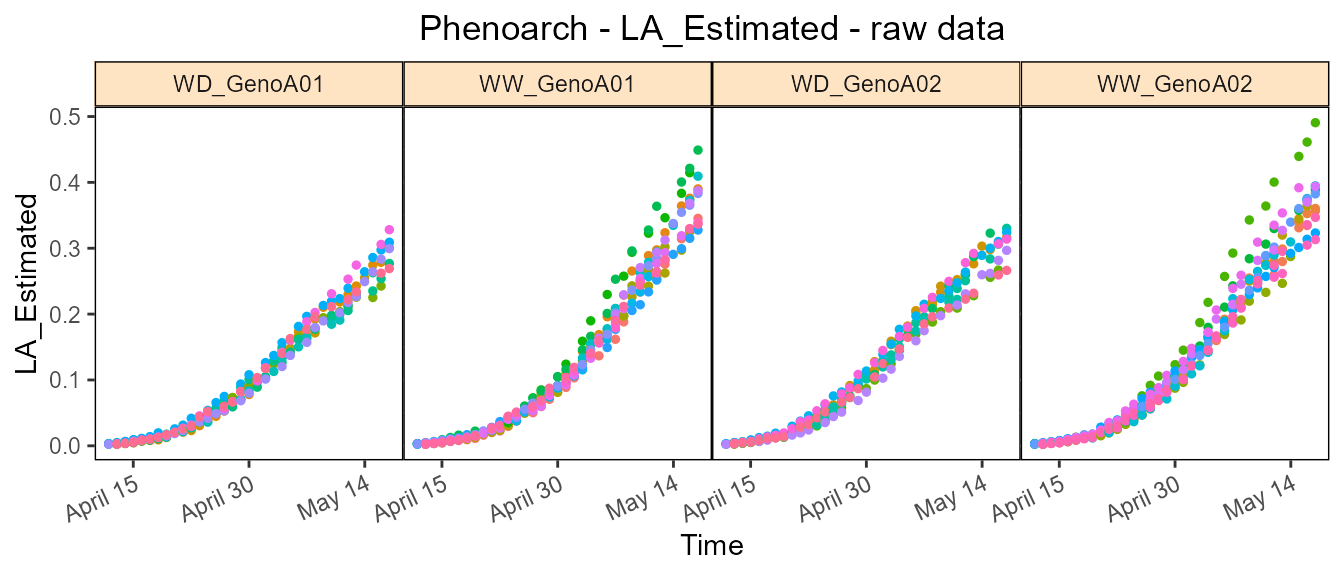 Phenoarch - LA_Estimated - raw data
WD_GenoA01 WW_GenoA01 WD_GenoA02 WW_GenoA02
LA_Estimated
0.5
0.4
0.3
0.2
0.1
0.0
April 15 April 30 May 14 April 15 April 30 May 14 April 15 April 30 May 14 April 15 April 30 May 14
Time